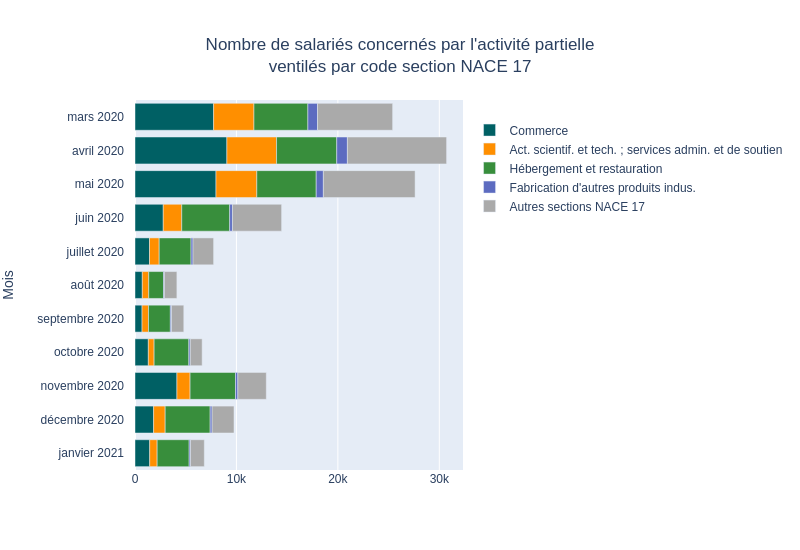 Nombre de salariés concernés par l'activité partielle
ventilés par code section NACE 17
Mois
mars 2020
avril 2020
mai 2020
juin 2020
juillet 2020
août 2020
septembre 2020
octobre 2020
novembre 2020
décembre 2020
janvier 2021
0 10k 20k 30k
Commerce
Act. scientif. et tech. ; services admin. et de soutien
Hébergement et restauration
Fabrication d'autres produits indus.
Autres sections NACE 17